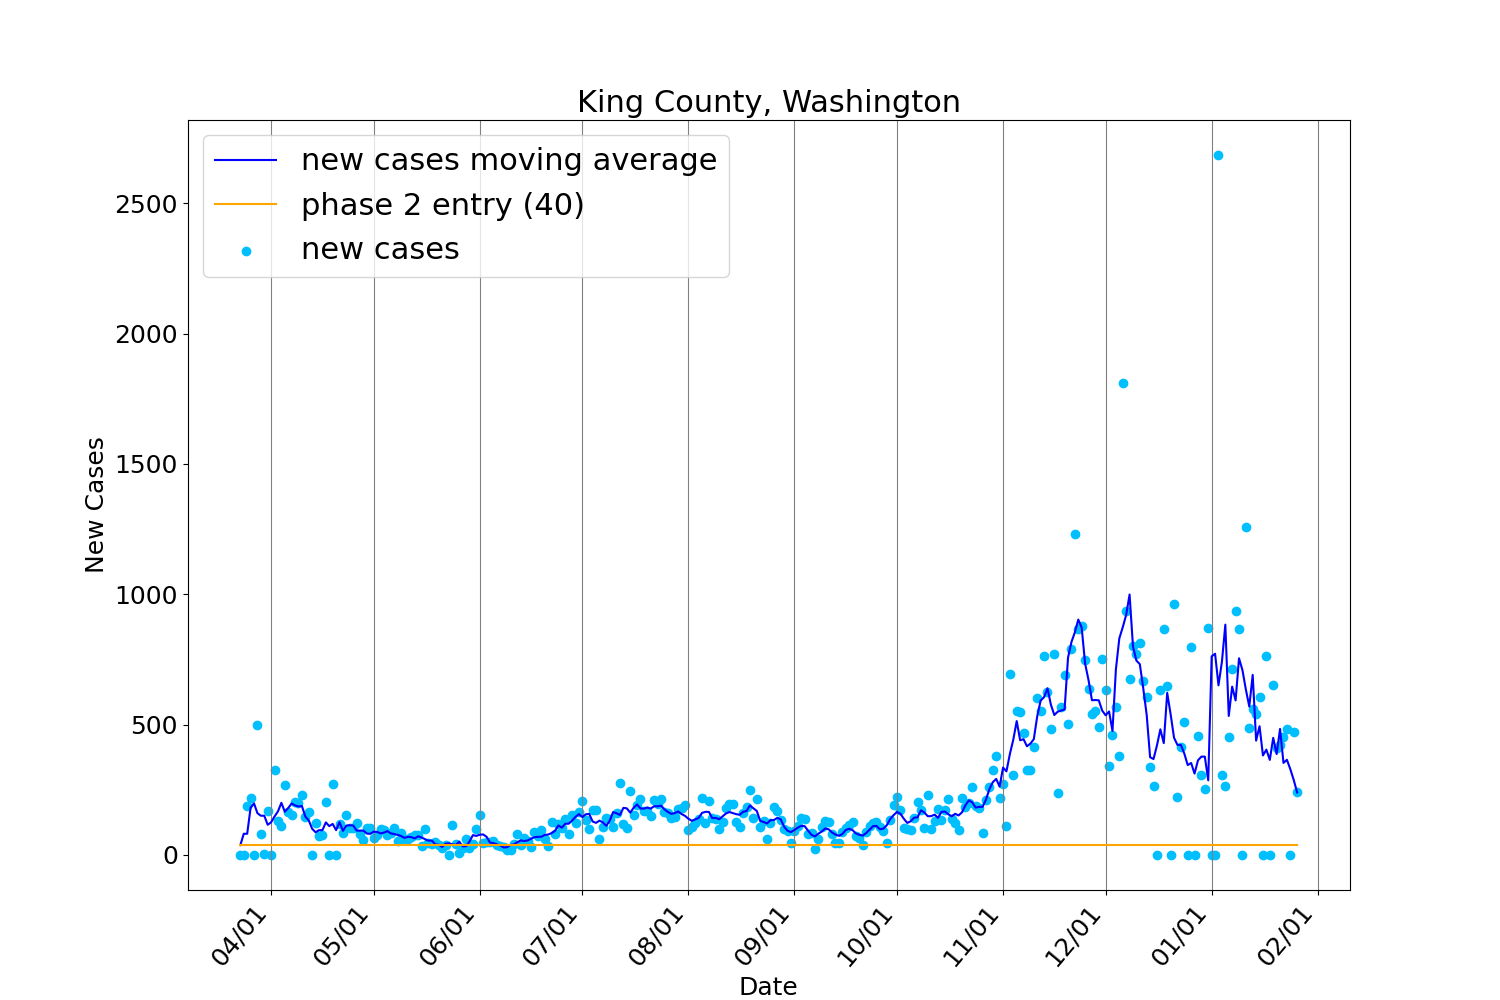 King County, Washington
new cases moving average
phase 2 entry (40)
new cases
2500
2000
1500
1000
500
0
New Cases
04/01
05/01
06/01
07/01
08/01
09/01
10/01
11/01
12/01
01/01
02/01
Date